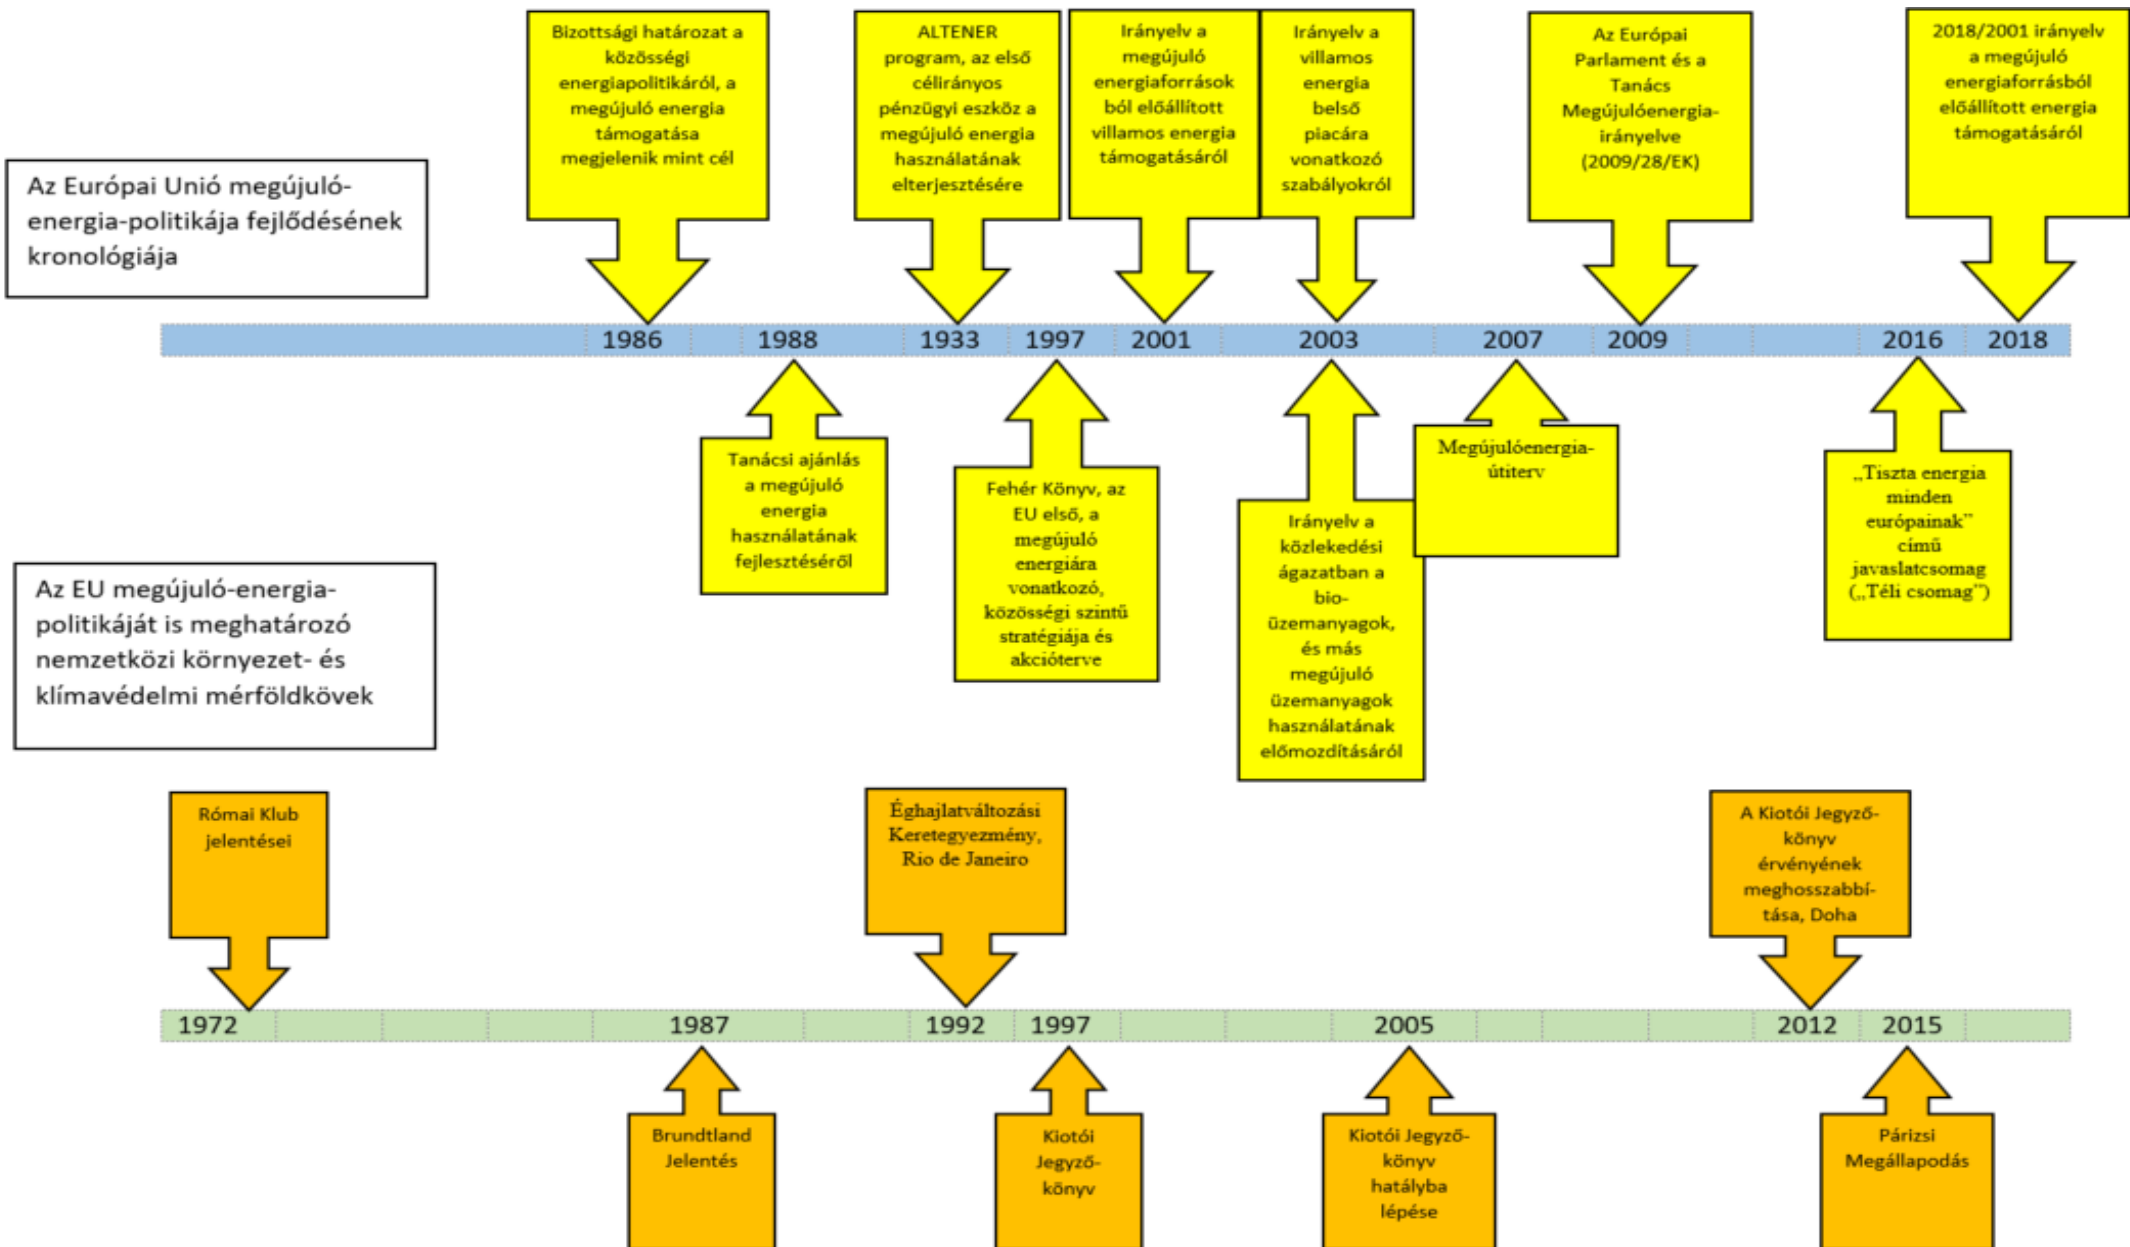 Bizottsági határozat a
közösségi
energiapolitikáról, a
megújuló energia
támogatása
megjelenik mint cél
ALTENER
program, az első
célirányos
pénzügyi eszköz a
megújuló energia
használatának
elterjesztésére
Irányelv a
megújuló
energiaforrások
ból előállított
villamos energia
támogatásáról
Irányelv a
villamos
energia
belső
piacára
vonatkozó
szabályokról
Az Európai
Parlament és a
Tanács
Megújulóenergia-
irányelve
(2009/28/EK)
2018/2001 irányelv
a megújuló
energiaforrásból
előállított energia
támogatásáról
Az Európai Unió megújuló-
energia-politikája fejlődésének
kronológiája
1986 1988 1933 1997 2001 2003 2007 2009 2016 2018
Tanácsi ajánlás
a megújuló
energia
használatának
fejlesztéséről
Fehér Könyv, az
EU első, a
megújuló
energiára
vonatkozó,
közösségi szintű
stratégiája és
akcióterve
Irányelv a
közlekedési
ágazatban a
bio-
üzemanyagok,
és más
megújuló
üzemanyagok
használatának
előmozdításáról
Megújulóenergia-
útiterv
„Tiszta energia
minden
európainak”
című
javaslatcsomag
(„Téli csomag”)
Az EU megújuló-energia-
politikáját is meghatározó
nemzetközi környezet- és
klímavédelmi mérföldkövek
Római Klub
jelentései
Éghajlatváltozási
Keretegyezmény,
Rio de Janeiro
A Kiotói Jegyző-
könyv
érvényének
meghosszabbí-
tása, Doha
1972 1987 1992 1997 2005 2012 2015
Brundtland
Jelentés
Kiotói
Jegyző-
könyv
Kiotói Jegyző-
könyv
hatályba
lépése
Párizsi
Megállapodás